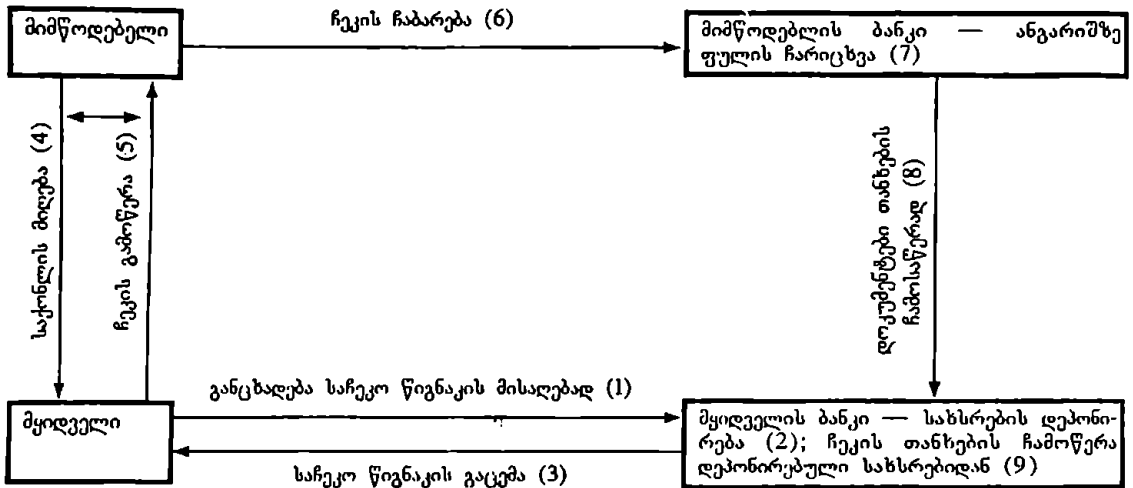 მიმწოდებელი
ჩეკის ჩაბარება (6)
მიმწოდებლის ბანკი — ანგარიშზე
ფულის ჩარიცხვა (7)
საქონლის მიღება (4)
ჩეკის გამოწერა (5)
დოკუმენტები თანხების
ჩამოსაწერად (8)
განცხადება საჩეკო წიგნაკის მისაღებად (1)
მყიდველი
მყიდველის ბანკი — სახსრების დეპონი-
რება (2); ჩეკის თანხების ჩამოწერა
დეპონირებული სახსრებიდან (9)
საჩეკო წიგნაკის გაცემა (3)